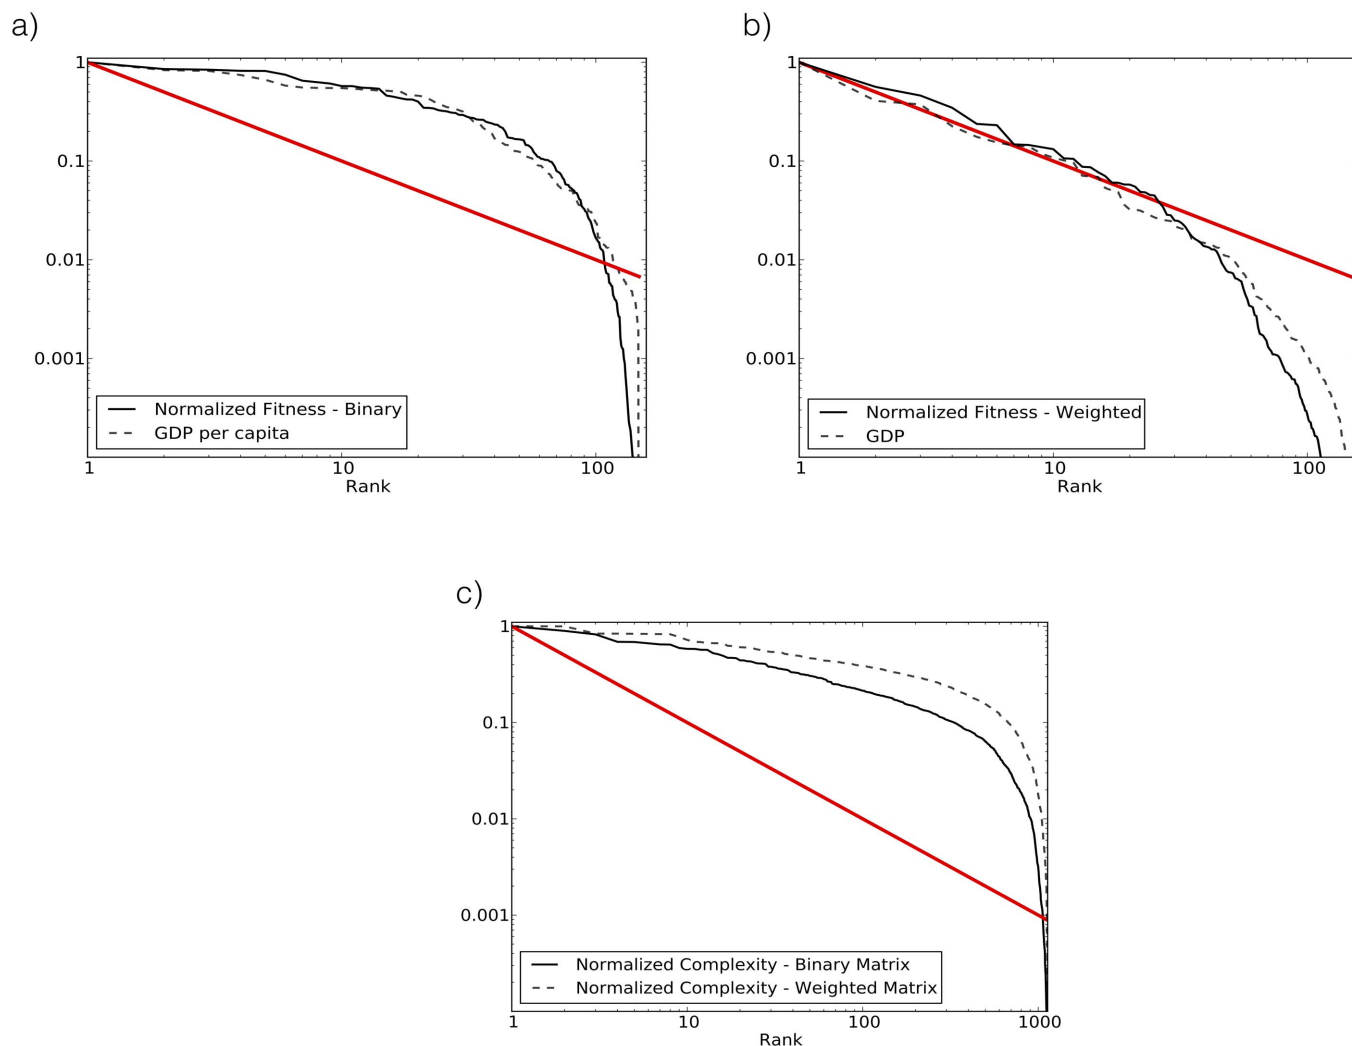 a)
1
0.1
0.01
0.001
Normalized Fitness - Binary
GDP per capita
1 10 100
Rank
b)
1
0.1
0.01
0.001
Normalized Fitness - Weighted
GDP
1 10 100
Rank
c)
1
0.1
0.01
0.001
Normalized Complexity - Binary Matrix
Normalized Complexity - Weighted Matrix
1 10 100 1000
Rank